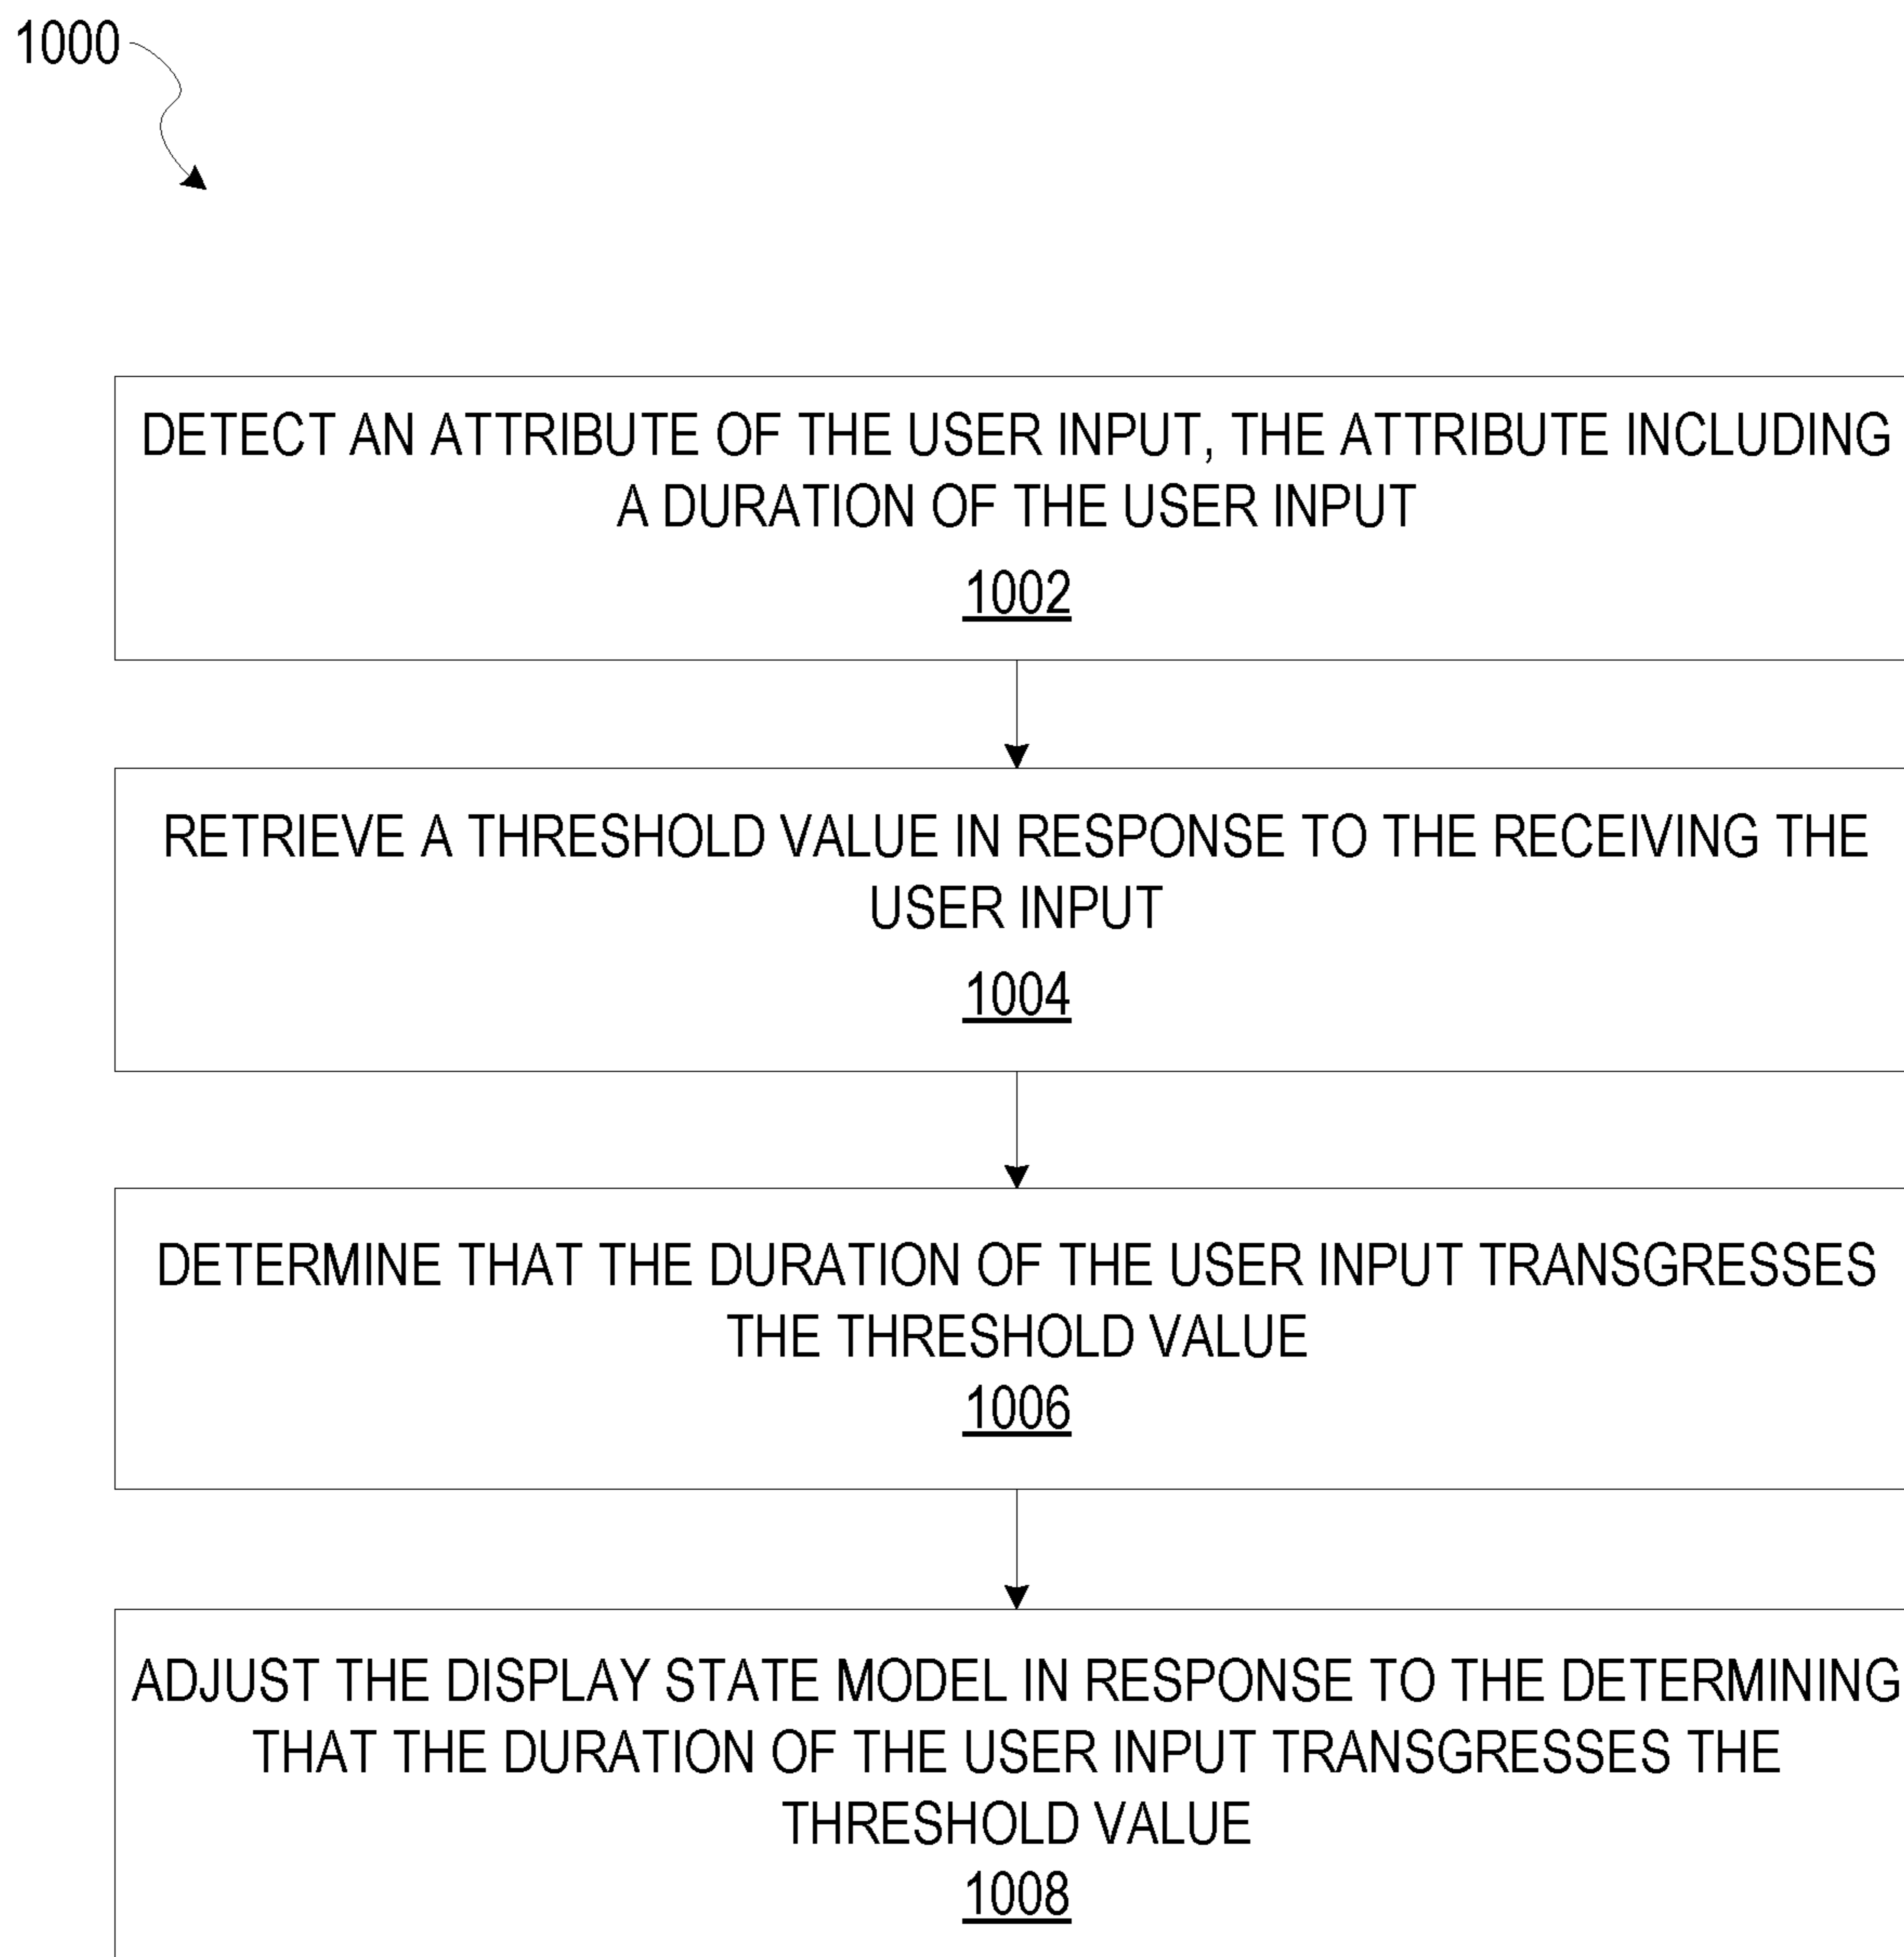 1000
DETECT AN ATTRIBUTE OF THE USER INPUT, THE ATTRIBUTE INCLUDING
A DURATION OF THE USER INPUT
1002
RETRIEVE A THRESHOLD VALUE IN RESPONSE TO THE RECEIVING THE
USER INPUT
1004
DETERMINE THAT THE DURATION OF THE USER INPUT TRANSGRESSES
THE THRESHOLD VALUE
1006
ADJUST THE DISPLAY STATE MODEL IN RESPONSE TO THE DETERMINING
THAT THE DURATION OF THE USER INPUT TRANSGRESSES THE
THRESHOLD VALUE
1008